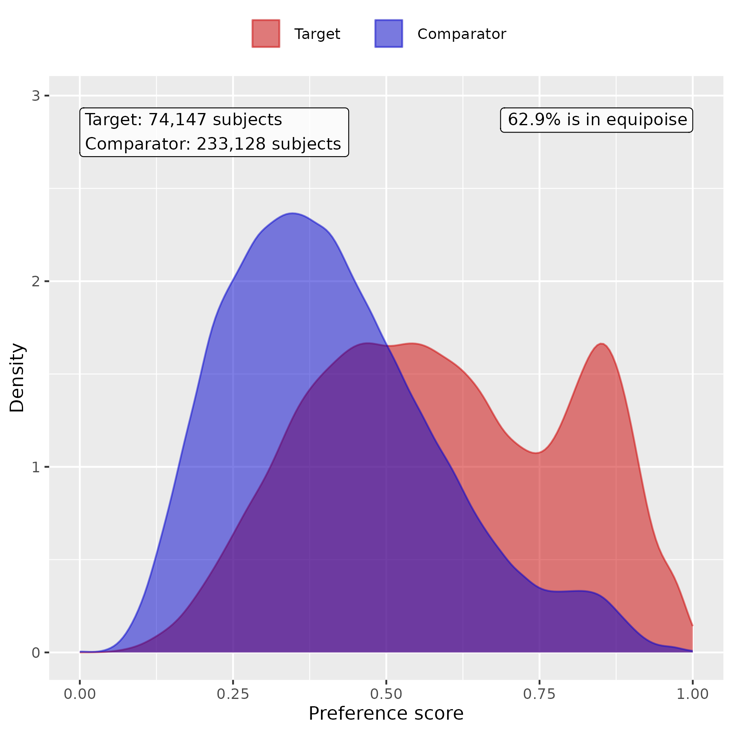 Target Comparator
Target: 74,147 subjects
Comparator: 233,128 subjects
62.9% is in equipoise
3
2
1
0
Density
0.00 0.25 0.50 0.75 1.00
Preference score